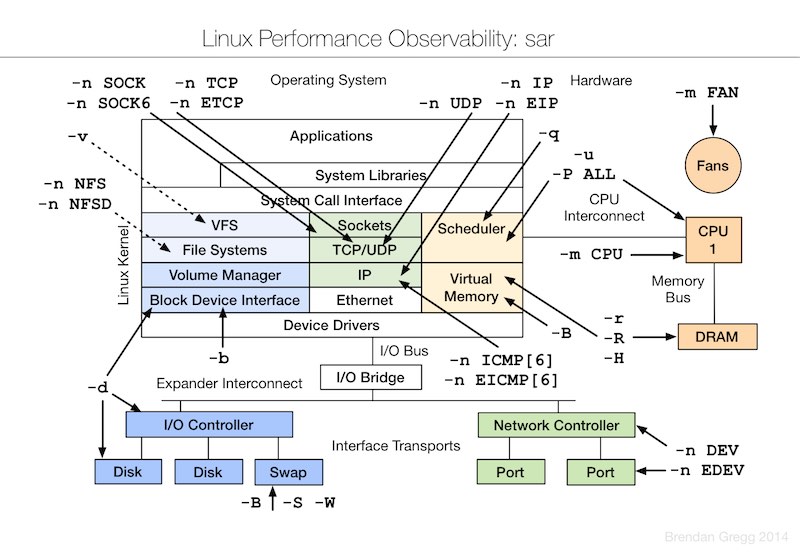 Linux Performance Observability: sar
-n SOCK
-n SOCK6
-n TCP
-n ETCP
Operating System
-n UDP
-n IP
-n EIP
Hardware
-m FAN
-v
Applications
-q
Fans
System Libraries
-u
-P ALL
-n NFS
-n NFSD
System Call Interface
CPU
Interconnect
VFS
Sockets
Scheduler
CPU
1
File Systems
TCP/UDP
-m CPU
Linux Kernel
Volume Manager
IP
Virtual
Memory
Memory
Bus
Block Device Interface
Ethernet
Device Drivers
-B
-r
-R
-H
DRAM
-b
I/O Bus
-n ICMP[6]
-n EICMP[6]
-d
Expander Interconnect
I/O Bridge
I/O Controller
Network Controller
Interface Transports
-n DEV
-n EDEV
Disk
Disk
Swap
Port
Port
-B
-S
-W
Brendan Gregg 2014